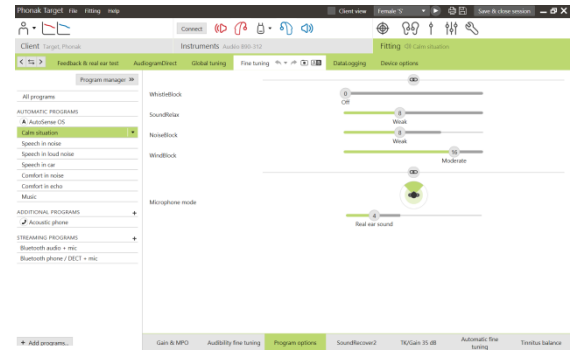 Phonak Target File Fitting Help Client view Female 'S' Save & close session
Connect
Client Target, Phonak Instruments Audéo B90-312 Fitting Calm situation
Feedback & real ear test AudiogramDirect Global tuning Fine tuning DataLogging Device options
Program manager
All programs
AUTOMATIC PROGRAMS
A AutoSense OS
Calm situation
Speech in noise
Speech in loud noise
Speech in car
Comfort in noise
Comfort in echo
Music
ADDITIONAL PROGRAMS +
Acoustic phone
STREAMING PROGRAMS +
Bluetooth audio + mic
Bluetooth phone / DECT + mic
+ Add programs...
WhistleBlock
0
Off
SoundRelax
8
Weak
NoiseBlock
8
Weak
WindBlock
16
Moderate
Microphone mode
4
Real ear sound
Gain & MPO Audibility fine tuning Program options SoundRecover2 TK/Gain 35 dB Automatic fine tuning Tinnitus balance